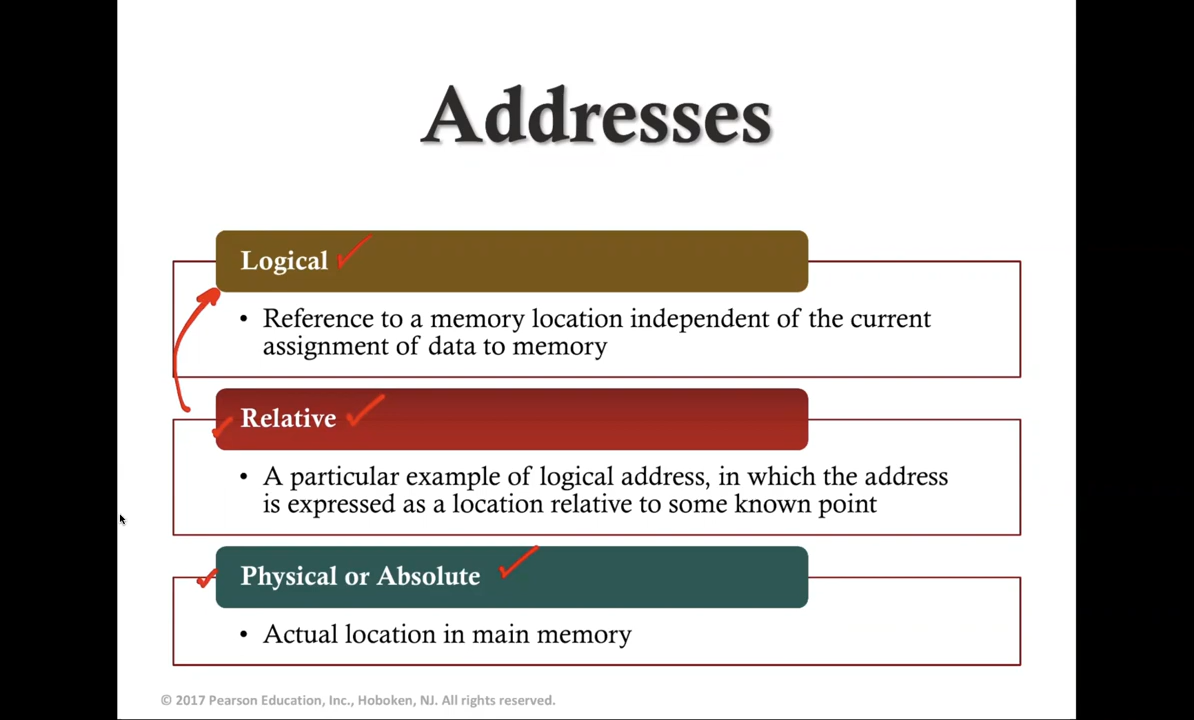 Addresses
Logical
• Reference to a memory location independent of the current
assignment of data to memory
Relative
• A particular example of logical address, in which the address
is expressed as a location relative to some known point
Physical or Absolute
• Actual location in main memory
© 2017 Pearson Education, Inc., Hoboken, NJ. All rights reserved.